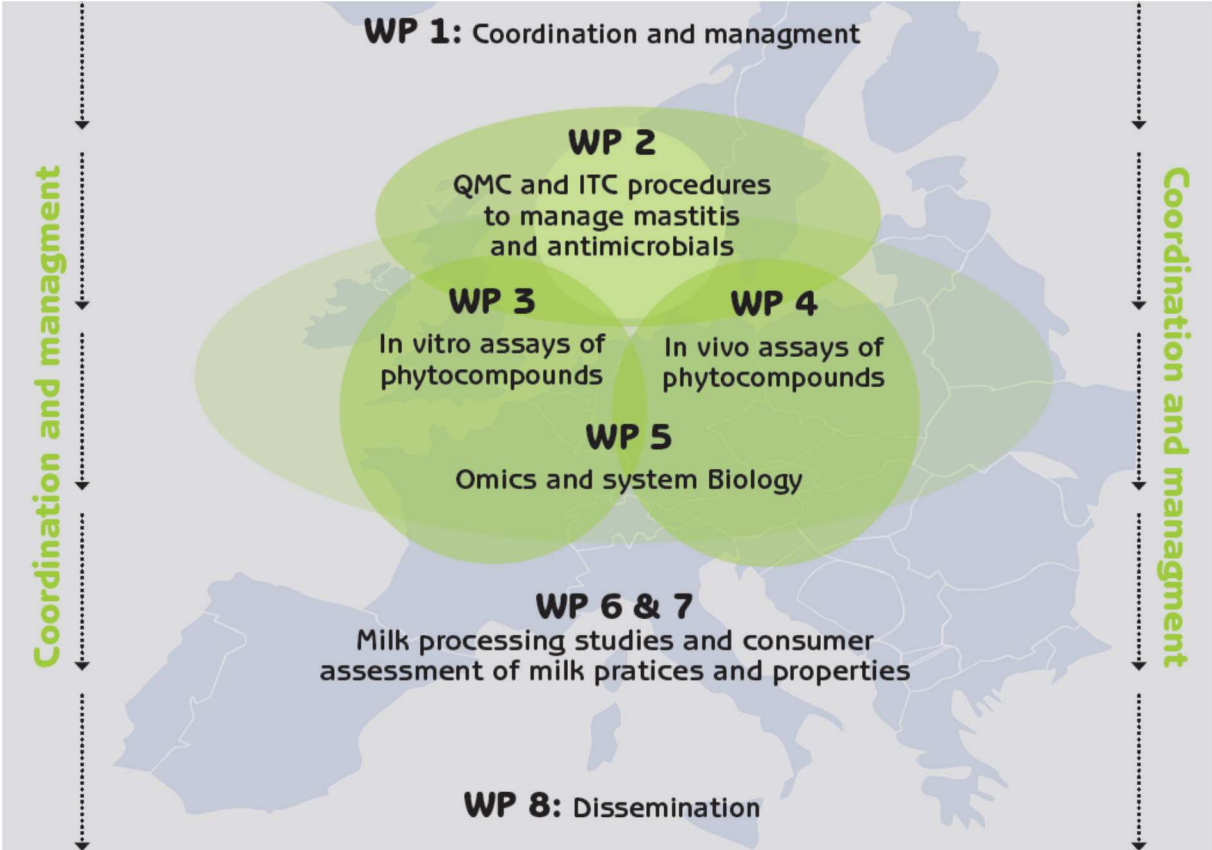 WP 1: Coordination and managment
Coordination and managment
WP 2
QMC and ITC procedures
to manage mastitis
and antimicrobials
WP 3
In vitro assays of
phytocompounds
WP 4
In vivo assays of
phytocompounds
WP 5
Omics and system Biology
Coordination and managment
WP 6 & 7
Milk processing studies and consumer
assessment of milk pratices and properties
WP 8: Dissemination